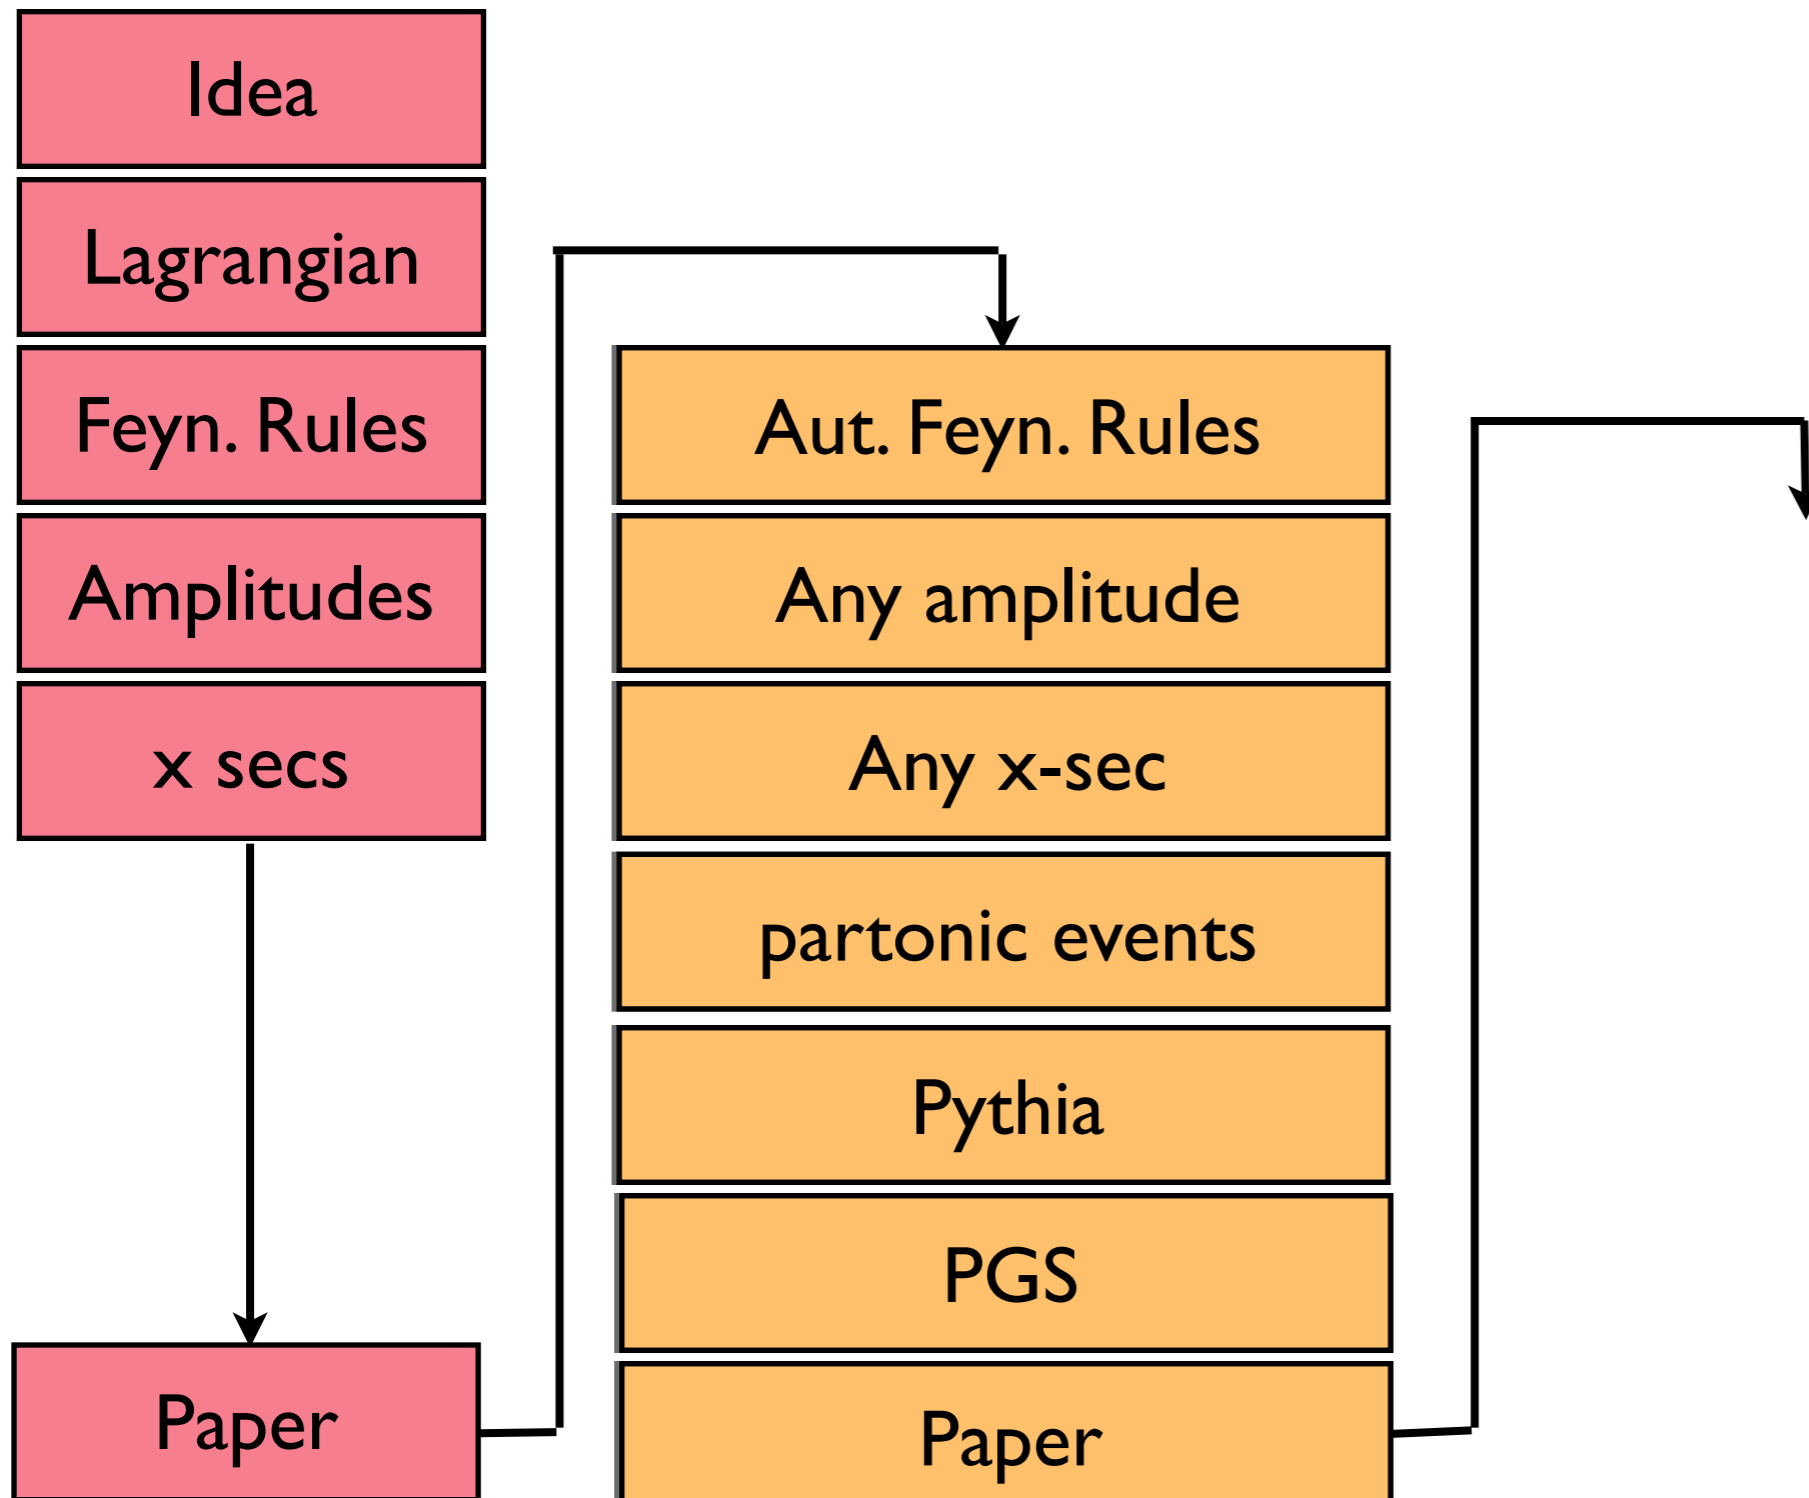 Idea
Lagrangian
Feyn. Rules
Amplitudes
x secs
Paper
Aut. Feyn. Rules
Any amplitude
Any x-sec
partonic events
Pythia
PGS
Paper